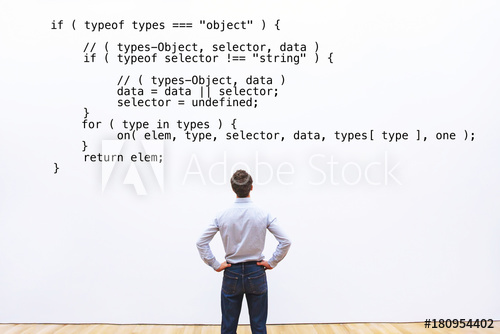 if ( typeof types === "object" ) {
// ( types-Object, selector, data )
if ( typeof selector !== "string" ) {
// ( types-Object, data )
data = data || selector;
selector = undefined;
}
for ( type in types ) {
on( elem, type, selector, data, types[ type ], one );
}
return elem;
}
Adobe Stock
#180954402